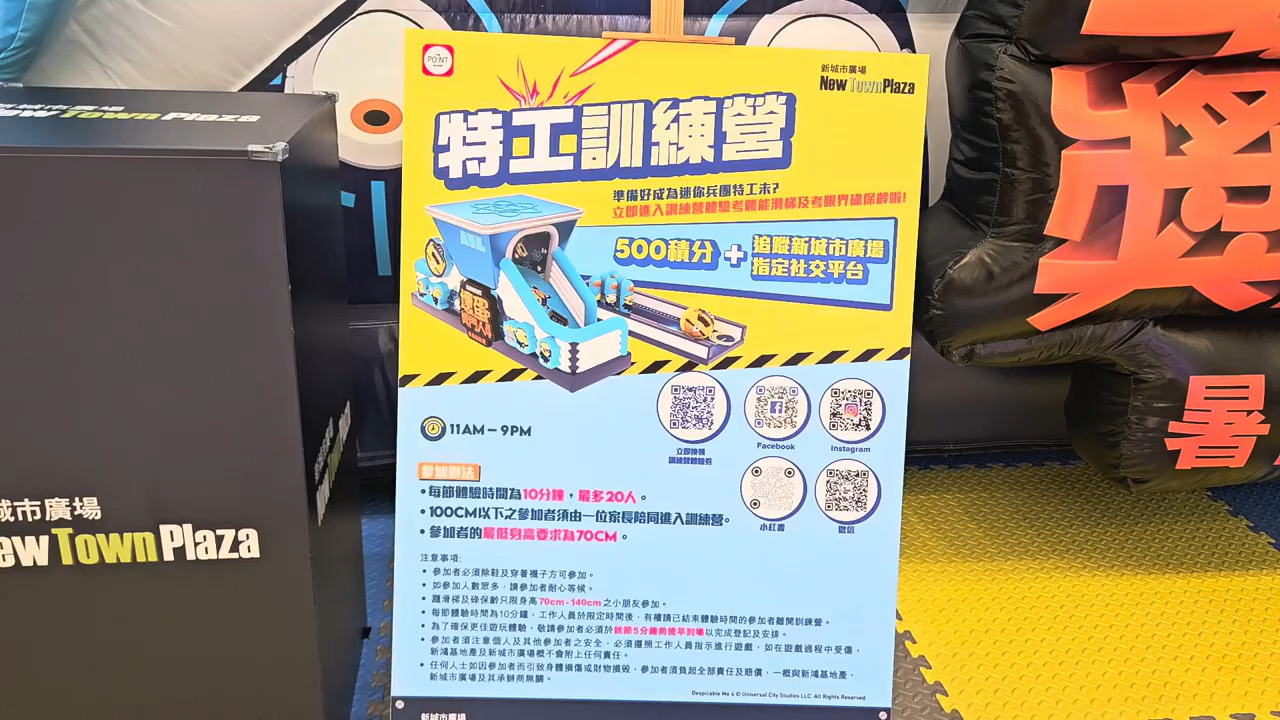 THE
POINT
新城市廣場
New Town Plaza
特工訓練營
準備好成為迷你兵團特工未?
立即進入訓練營體驗考體能滑梯及考眼界碌保齡啦!
500積分 + 追蹤新城市廣場
指定社交平台
11AM – 9PM
立即換領
訓練營體驗券
Facebook
Instagram
小紅書
微信
參加辦法
•每節體驗時間為10分鐘，最多20人。
•100CM以下之參加者須由一位家長陪同進入訓練營。
•參加者的最低身高要求為70CM。
注意事項:
• 參加者必須除鞋及穿着襪子方可參加。
• 如參加人數眾多，請參加者耐心等候。
• 躝滑梯及碌保齡只限身高70cm - 140cm之小朋友參加。
• 每節體驗時間為10分鐘，工作人員於限定時間後，有權請已結束體驗時間的參加者離開訓練營。
• 為了確保更佳遊玩體驗，敬請參加者必須於該節5分鐘前提早到場以完成登記及安排。
• 參加者須注意個人及其他參加者之安全，必須遵照工作人員指示進行遊戲，如在遊戲過程中受傷，
新鴻基地產及新城市廣場概不會附上任何責任。
• 任何人士如因參加者而引致身體損傷或財物損毀，參加者須負起全部責任及賠償，一概與新鴻基地產、
新城市廣場及其承辦商無關。
Despicable Me 4 © Universal City Studios LLC. All Rights Reserved.
新城市廣場
城市廣場
New Town Plaza
城市廣場
ew Town Plaza
獎
暑